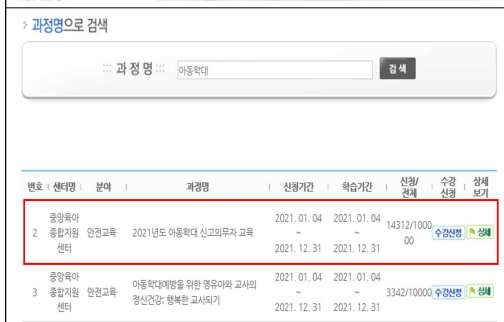 과정명으로 검색
::: 과 정 명 ::: 아동학대 검 색
번호 센터명 분야 과정명 신청기간 학습기간 신청/전체 수강신청 상세보기
2 중앙육아종합지원센터 안전교육 2021년도 아동학대 신고의무자 교육 2021. 01. 04 ~ 2021. 12. 31 2021. 01. 04 ~ 2021. 12. 31 14312/100000 수강신청 상세
3 중앙육아종합지원센터 안전교육 아동학대예방을 위한 영유아와 교사의 정신건강: 행복한 교사되기 2021. 01. 04 ~ 2021. 12. 31 2021. 01. 04 ~ 2021. 12. 31 3342/10000 수강신청 상세